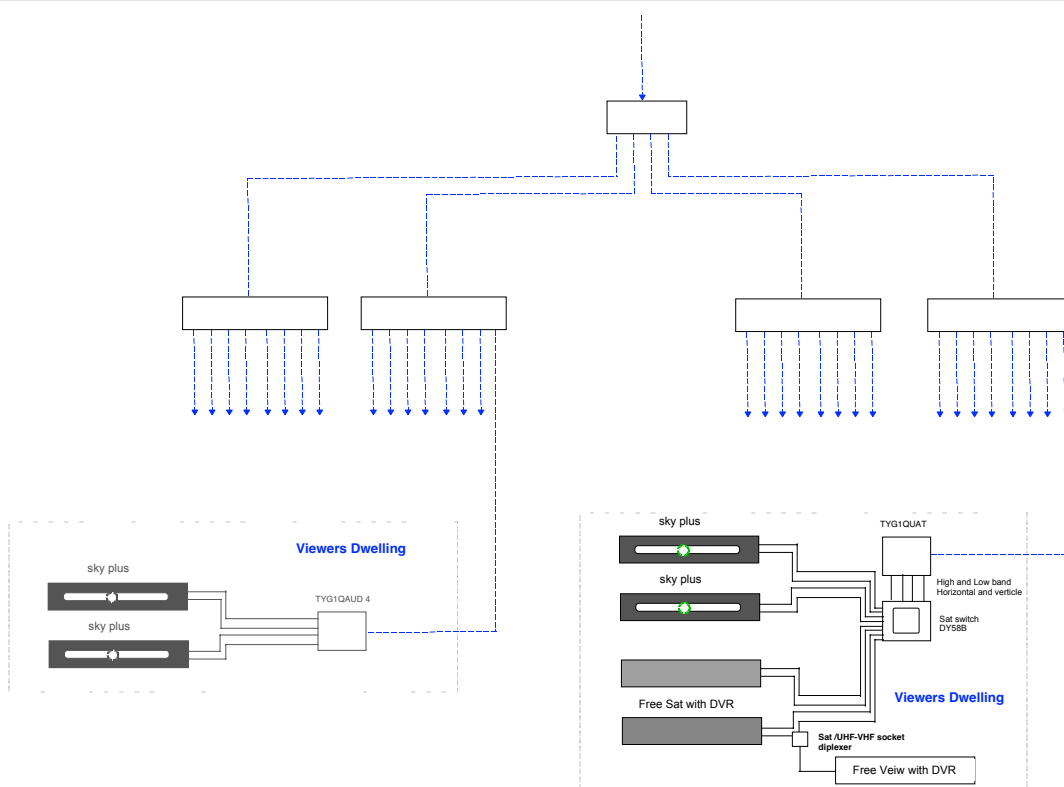 sky plus
TYG1QUAT
Viewers Dwelling
sky plus
TYG1QAUD 4
sky plus
sky plus
High and Low band
Horizontal and verticle
Sat switch
DY58B
Viewers Dwelling
Free Sat with DVR
Sat /UHF-VHF socket
diplexer
Free Veiw with DVR